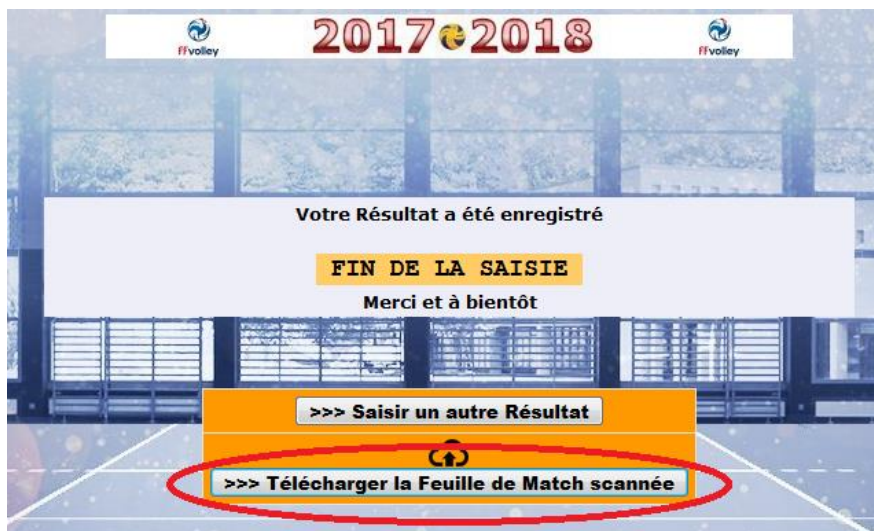 ffvolley 2017 2018 ffvolley
Votre Résultat a été enregistré
FIN DE LA SAISIE
Merci et à bientôt
>>> Saisir un autre Résultat
>>> Télécharger la Feuille de Match scannée